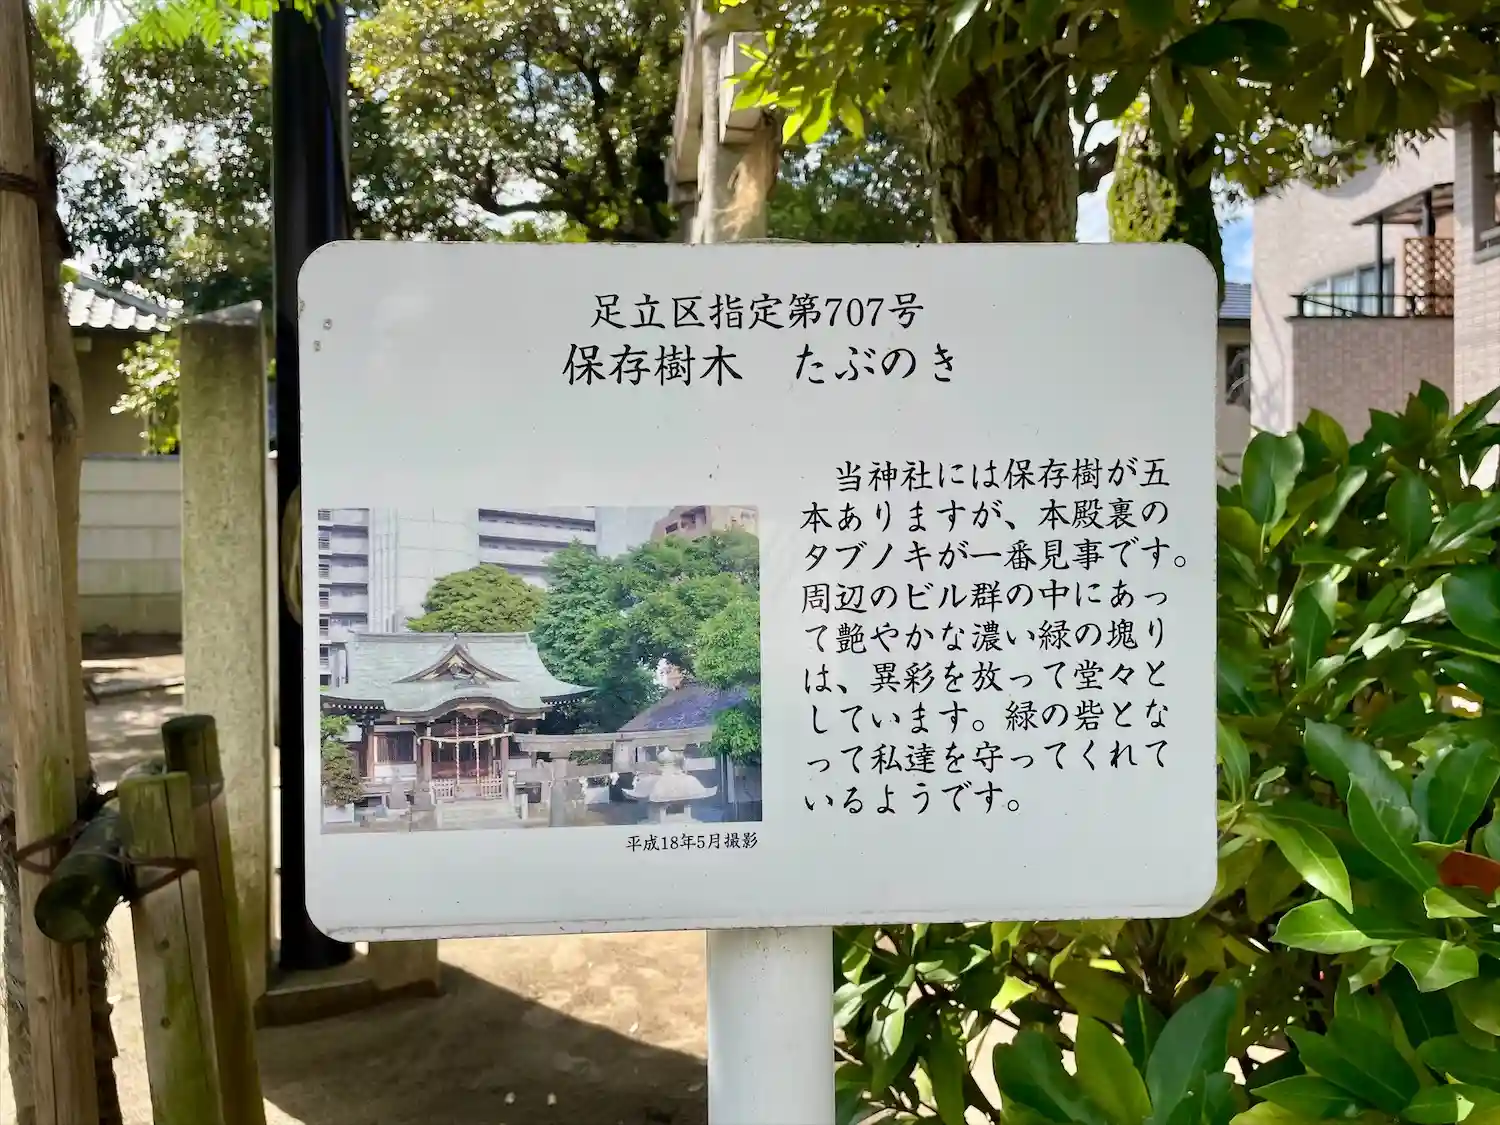 足立区指定第707号
保存樹木　たぶのき
当神社には保存樹が五
本ありますが、本殿裏の
タブノキが一番見事です。
周辺のビル群の中にあっ
て艶やかな濃い緑の塊り
は、異彩を放って堂々と
しています。緑の砦とな
って私達を守ってくれて
いるようです。
平成18年5月撮影